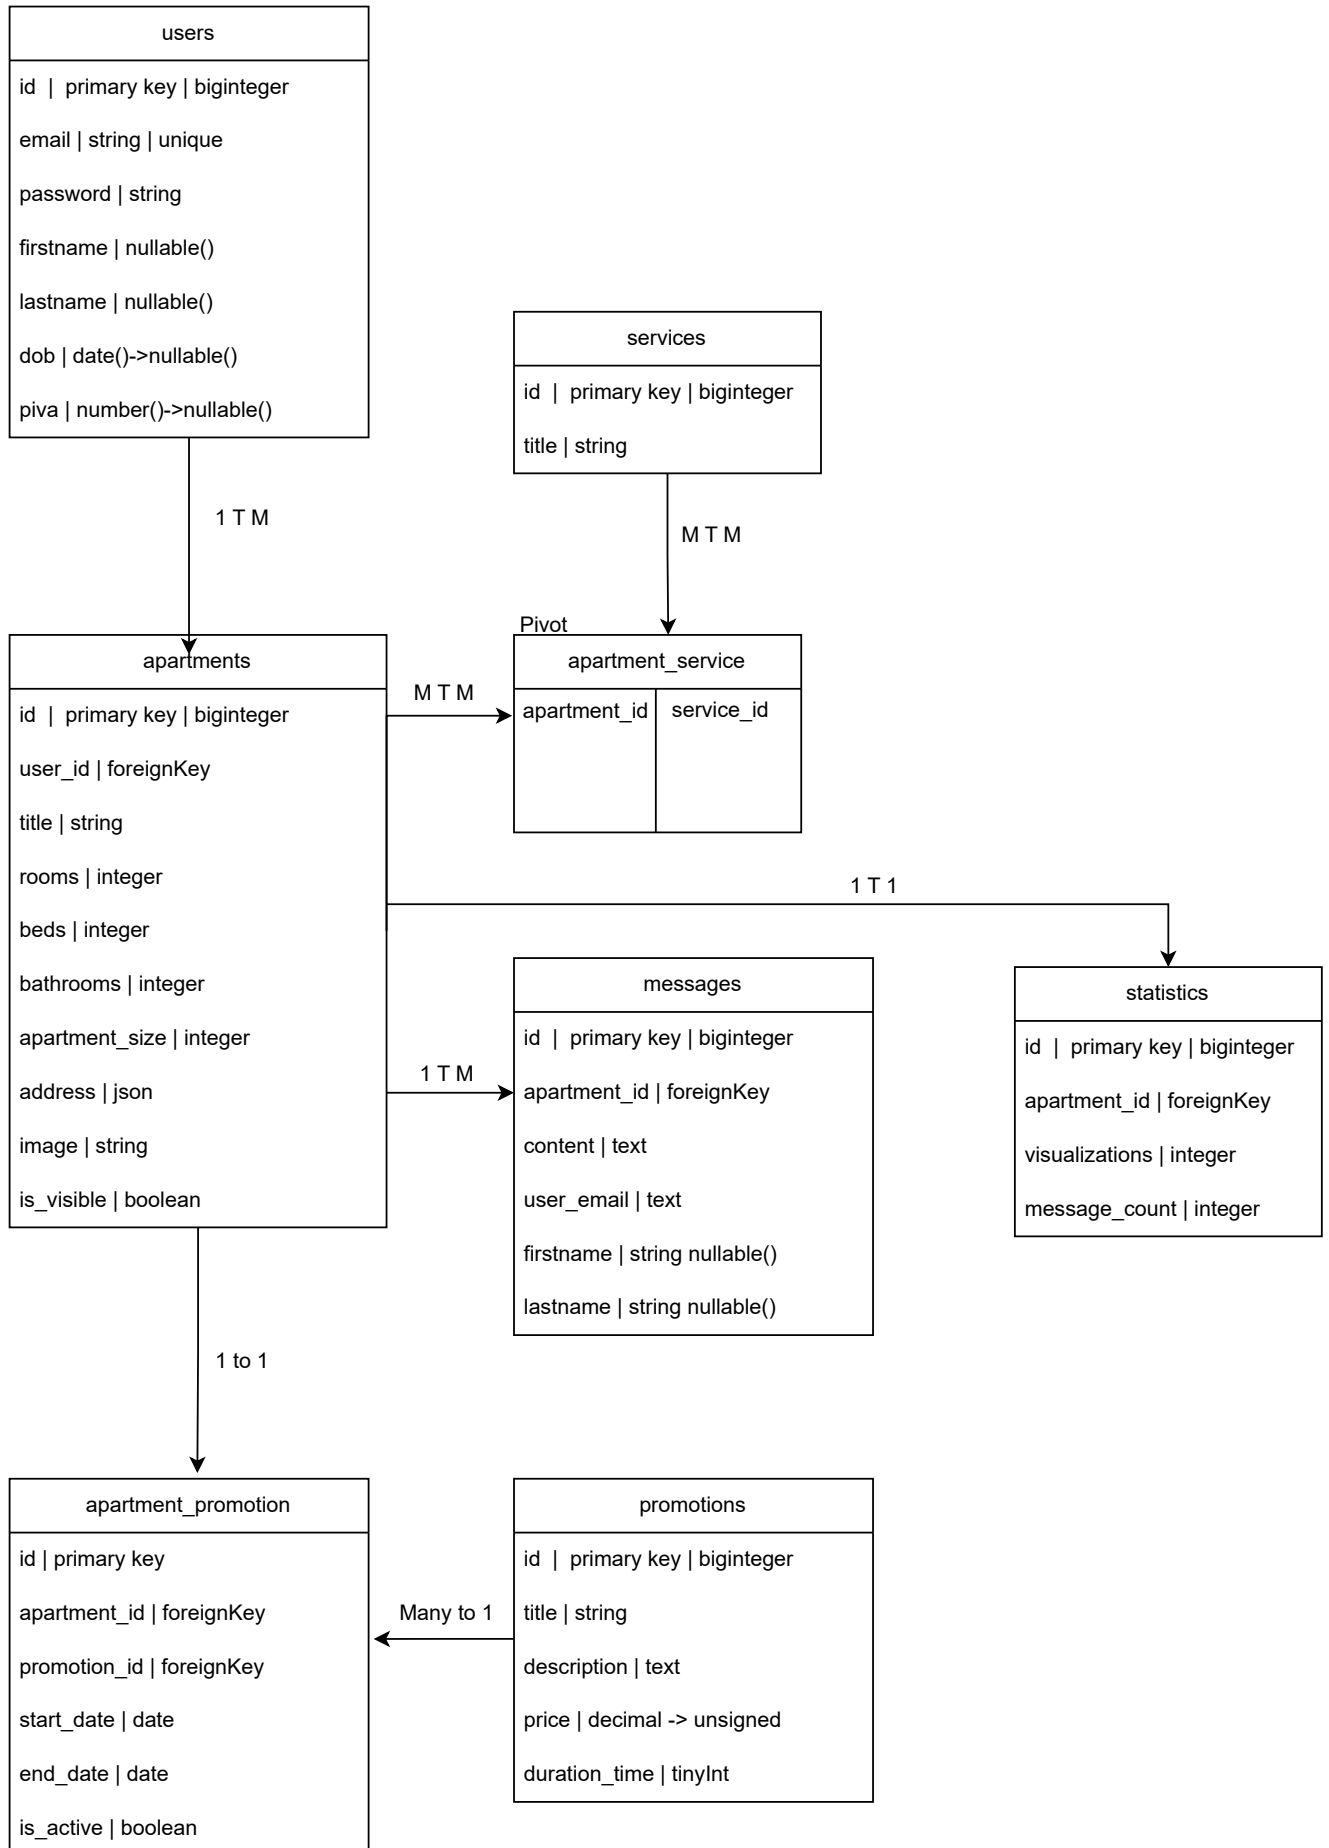 users
id | primary key | biginteger
email | string | unique
password | string
firstname | nullable()
lastname | nullable()
dob | date()->nullable()
piva | number()->nullable()
1 T M
services
id | primary key | biginteger
title | string
M T M
Pivot
apartment_service
apartment_id
service_id
M T M
apartments
id | primary key | biginteger
user_id | foreignKey
title | string
rooms | integer
beds | integer
bathrooms | integer
apartment_size | integer
address | json
image | string
is_visible | boolean
1 T 1
1 T M
messages
id | primary key | biginteger
apartment_id | foreignKey
content | text
user_email | text
firstname | string nullable()
lastname | string nullable()
statistics
id | primary key | biginteger
apartment_id | foreignKey
visualizations | integer
message_count | integer
1 to 1
apartment_promotion
id | primary key
apartment_id | foreignKey
promotion_id | foreignKey
start_date | date
end_date | date
is_active | boolean
Many to 1
promotions
id | primary key | biginteger
title | string
description | text
price | decimal -> unsigned
duration_time | tinyInt